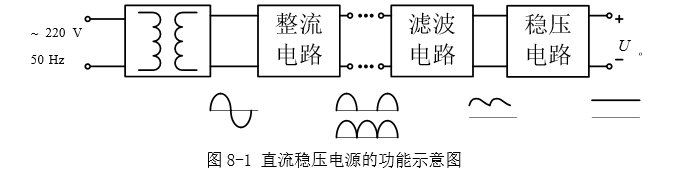 ~ 220 V
50 Hz
整流
电路
滤波
电路
稳压
电路
+
U。
−
图 8-1 直流稳压电源的功能示意图